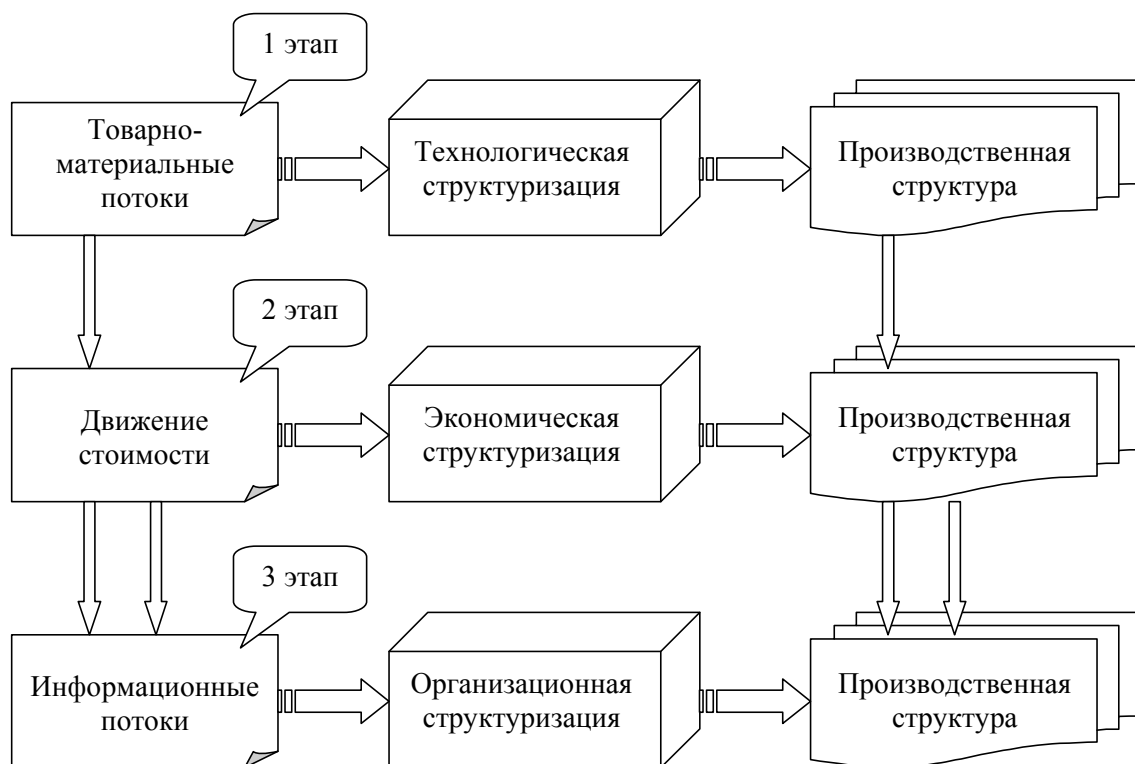 1 этап
Товарно-
материальные
потоки
Технологическая
структуризация
Производственная
структура
2 этап
Движение
стоимости
Экономическая
структуризация
Производственная
структура
3 этап
Информационные
потоки
Организационная
структуризация
Производственная
структура